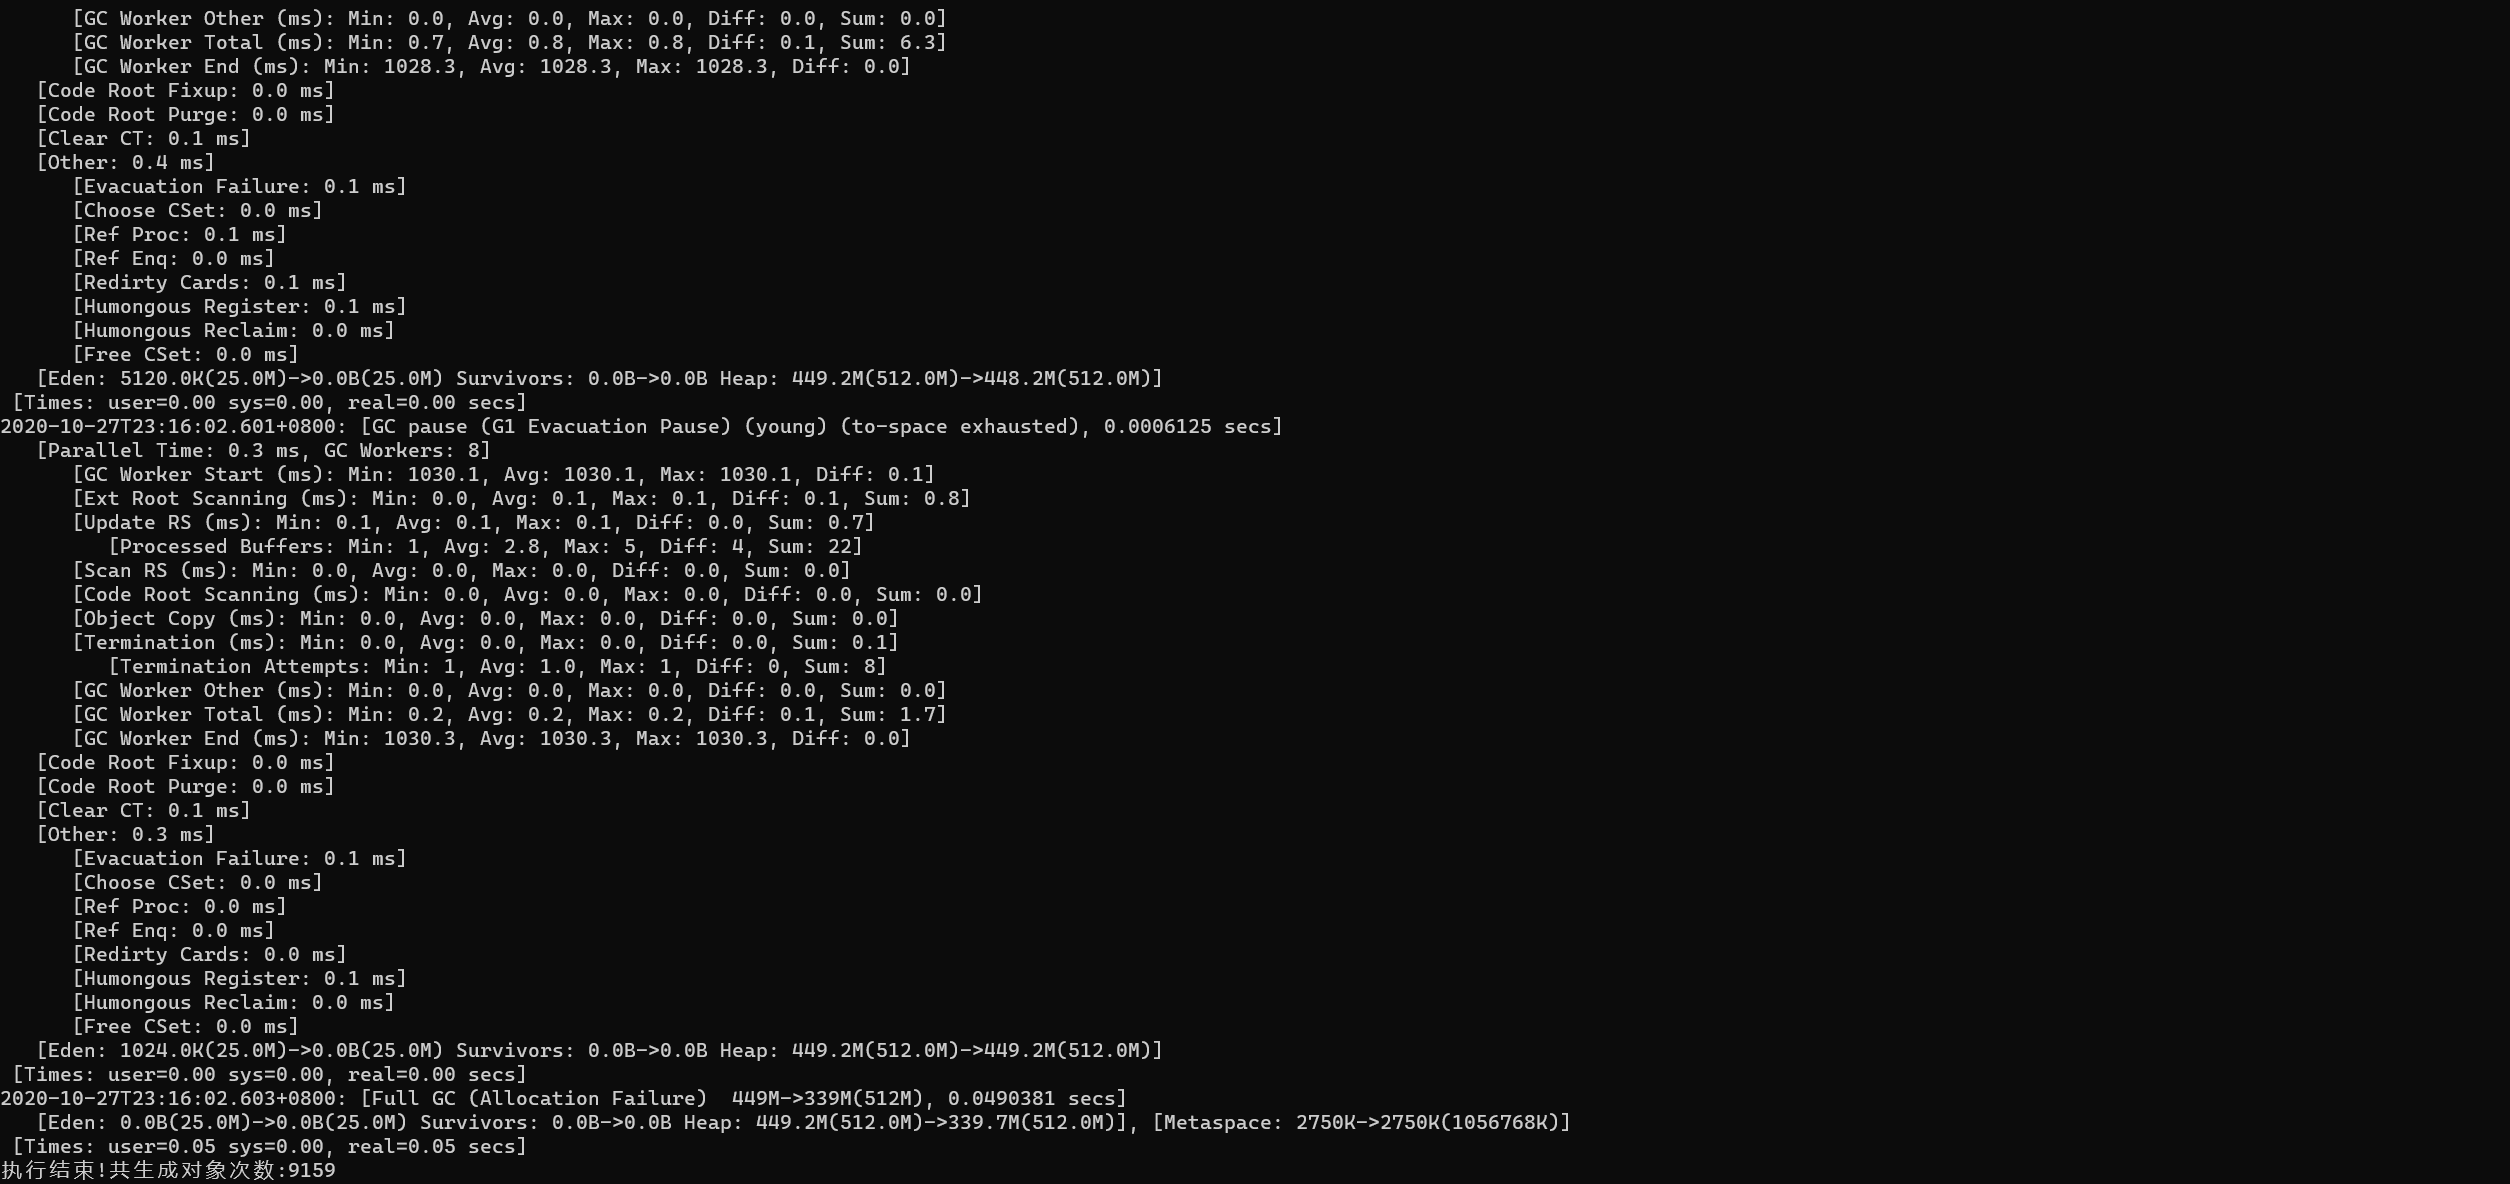 [GC Worker Other (ms): Min: 0.0, Avg: 0.0, Max: 0.0, Diff: 0.0, Sum: 0.0]
[GC Worker Total (ms): Min: 0.7, Avg: 0.8, Max: 0.8, Diff: 0.1, Sum: 6.3]
[GC Worker End (ms): Min: 1028.3, Avg: 1028.3, Max: 1028.3, Diff: 0.0]
[Code Root Fixup: 0.0 ms]
[Code Root Purge: 0.0 ms]
[Clear CT: 0.1 ms]
[Other: 0.4 ms]
[Evacuation Failure: 0.1 ms]
[Choose CSet: 0.0 ms]
[Ref Proc: 0.1 ms]
[Ref Enq: 0.0 ms]
[Redirty Cards: 0.1 ms]
[Humongous Register: 0.1 ms]
[Humongous Reclaim: 0.0 ms]
[Free CSet: 0.0 ms]
[Eden: 5120.0K(25.0M)->0.0B(25.0M) Survivors: 0.0B->0.0B Heap: 449.2M(512.0M)->448.2M(512.0M)]
[Times: user=0.00 sys=0.00, real=0.00 secs]
2020-10-27T23:16:02.601+0800: [GC pause (G1 Evacuation Pause) (young) (to-space exhausted), 0.0006125 secs]
[Parallel Time: 0.3 ms, GC Workers: 8]
[GC Worker Start (ms): Min: 1030.1, Avg: 1030.1, Max: 1030.1, Diff: 0.1]
[Ext Root Scanning (ms): Min: 0.0, Avg: 0.1, Max: 0.1, Diff: 0.1, Sum: 0.8]
[Update RS (ms): Min: 0.1, Avg: 0.1, Max: 0.1, Diff: 0.0, Sum: 0.7]
[Processed Buffers: Min: 1, Avg: 2.8, Max: 5, Diff: 4, Sum: 22]
[Scan RS (ms): Min: 0.0, Avg: 0.0, Max: 0.0, Diff: 0.0, Sum: 0.0]
[Code Root Scanning (ms): Min: 0.0, Avg: 0.0, Max: 0.0, Diff: 0.0, Sum: 0.0]
[Object Copy (ms): Min: 0.0, Avg: 0.0, Max: 0.0, Diff: 0.0, Sum: 0.0]
[Termination (ms): Min: 0.0, Avg: 0.0, Max: 0.0, Diff: 0.0, Sum: 0.1]
[Termination Attempts: Min: 1, Avg: 1.0, Max: 1, Diff: 0, Sum: 8]
[GC Worker Other (ms): Min: 0.0, Avg: 0.0, Max: 0.0, Diff: 0.0, Sum: 0.0]
[GC Worker Total (ms): Min: 0.2, Avg: 0.2, Max: 0.2, Diff: 0.1, Sum: 1.7]
[GC Worker End (ms): Min: 1030.3, Avg: 1030.3, Max: 1030.3, Diff: 0.0]
[Code Root Fixup: 0.0 ms]
[Code Root Purge: 0.0 ms]
[Clear CT: 0.1 ms]
[Other: 0.3 ms]
[Evacuation Failure: 0.1 ms]
[Choose CSet: 0.0 ms]
[Ref Proc: 0.0 ms]
[Ref Enq: 0.0 ms]
[Redirty Cards: 0.0 ms]
[Humongous Register: 0.1 ms]
[Humongous Reclaim: 0.0 ms]
[Free CSet: 0.0 ms]
[Eden: 1024.0K(25.0M)->0.0B(25.0M) Survivors: 0.0B->0.0B Heap: 449.2M(512.0M)->449.2M(512.0M)]
[Times: user=0.00 sys=0.00, real=0.00 secs]
2020-10-27T23:16:02.603+0800: [Full GC (Allocation Failure)  449M->339M(512M), 0.0490381 secs]
[Eden: 0.0B(25.0M)->0.0B(25.0M) Survivors: 0.0B->0.0B Heap: 449.2M(512.0M)->339.7M(512.0M)], [Metaspace: 2750K->2750K(1056768K)]
[Times: user=0.05 sys=0.00, real=0.05 secs]
执行结束!共生成对象次数:9159